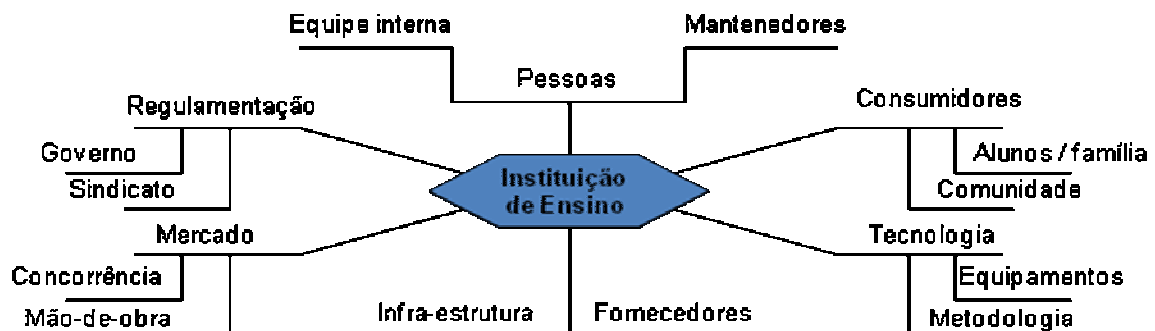 Equipe interna
Mantenedores
Pessoas
Regulamentação
Consumidores
Governo
Alunos / família
Sindicato
Comunidade
Instituição
de Ensino
Mercado
Tecnologia
Concorrência
Equipamentos
Mão-de-obra
Infra-estrutura
Fornecedores
Metodologia